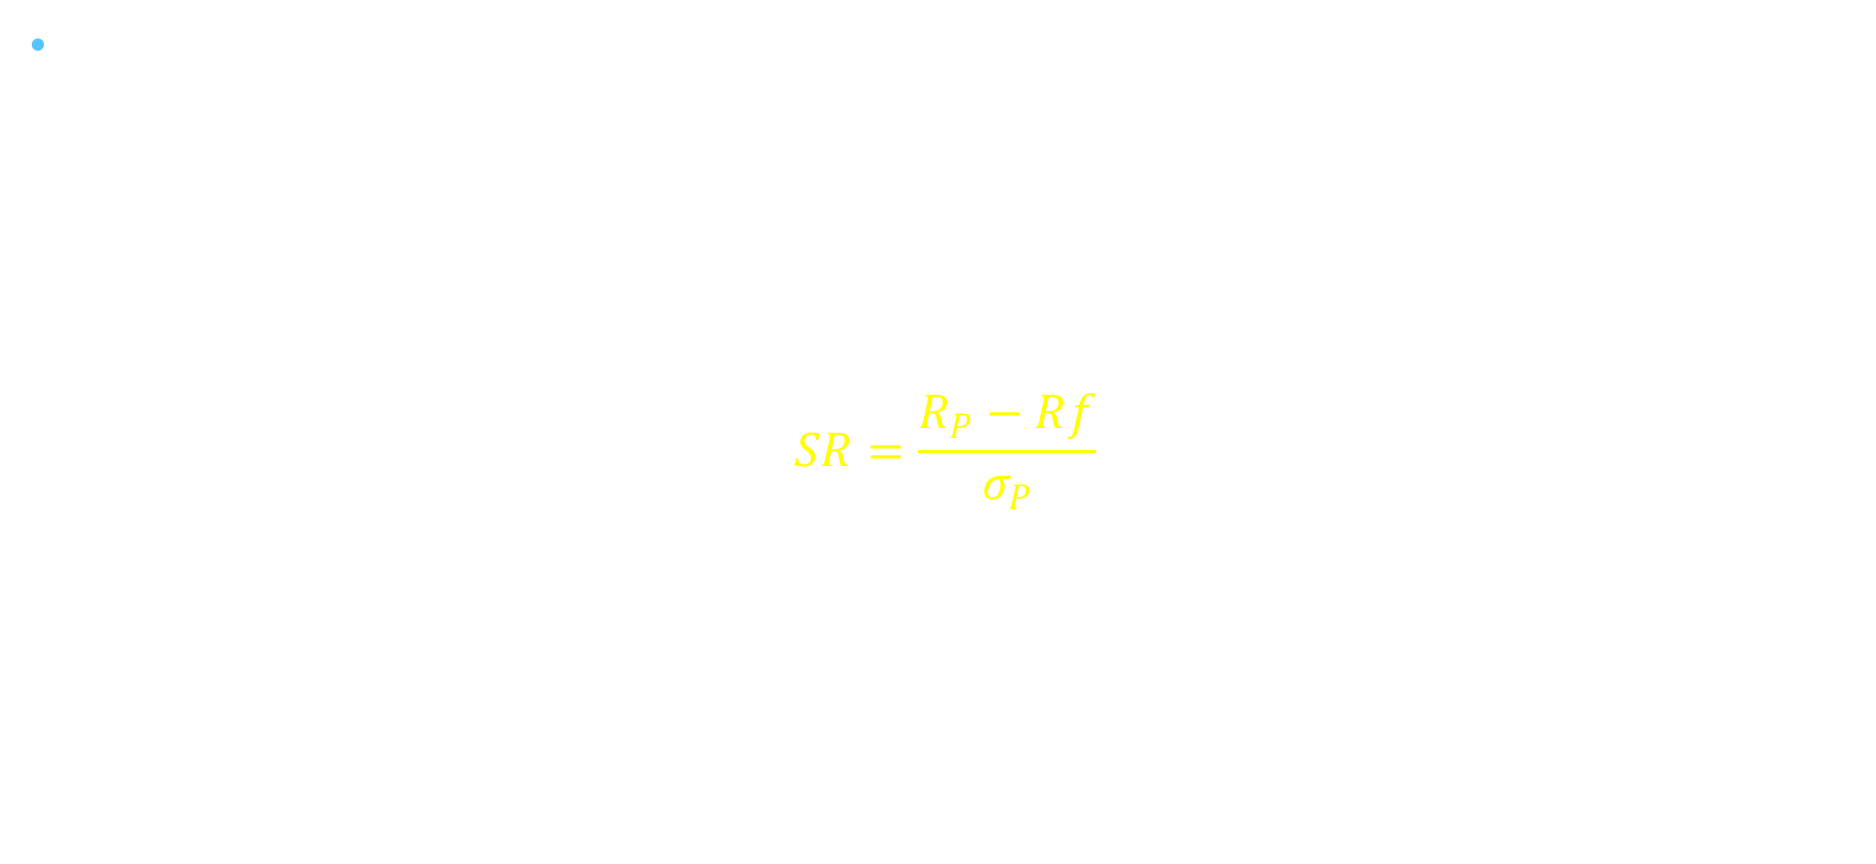 •
SR = (R_P − Rf) / σ_P